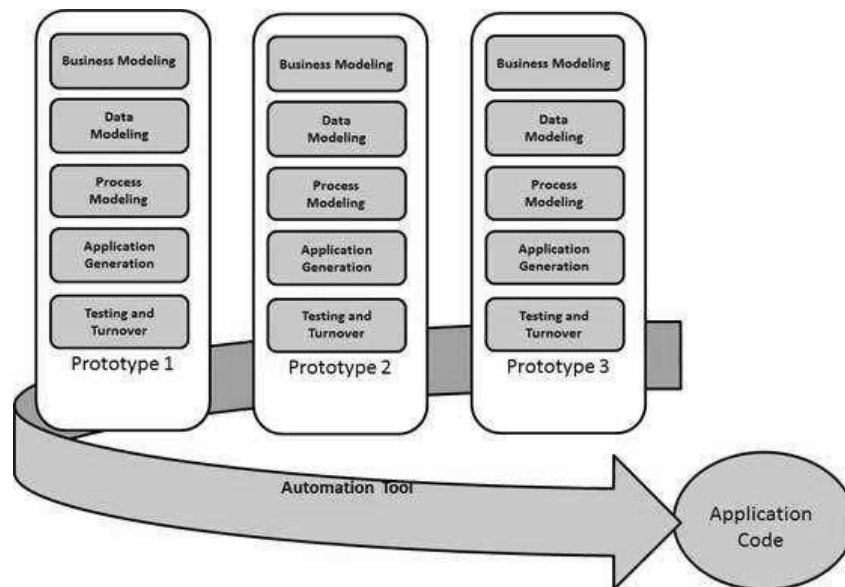 Business Modeling
Data
Modeling
Process
Modeling
Application
Generation
Testing and
Turnover
Prototype 1
Business Modeling
Data
Modeling
Process
Modeling
Application
Generation
Testing and
Turnover
Prototype 2
Business Modeling
Data
Modeling
Process
Modeling
Application
Generation
Testing and
Turnover
Prototype 3
Automation Tool
Application
Code